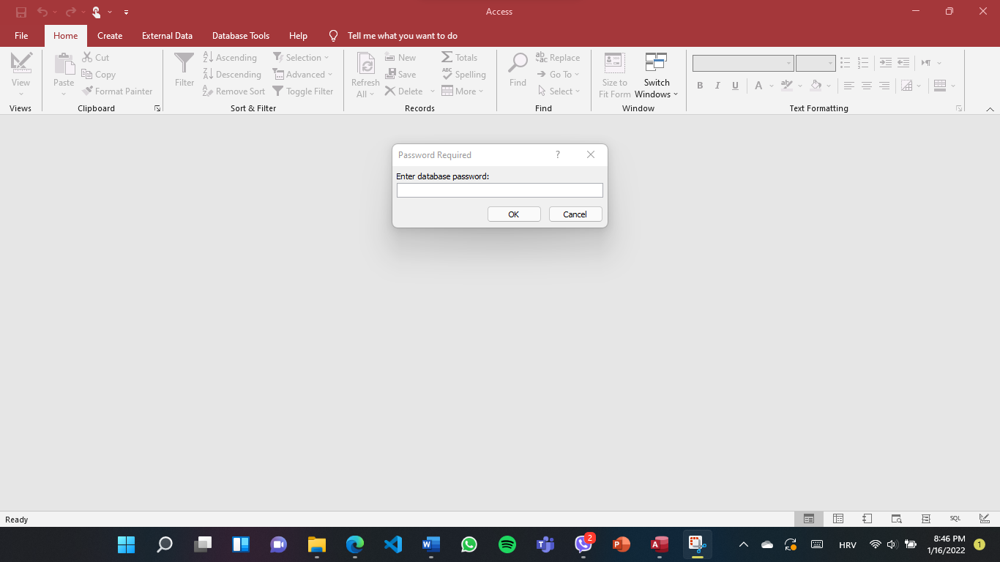 Access
File Home Create External Data Database Tools Help Tell me what you want to do
View
Views
Paste
Cut
Copy
Format Painter
Clipboard
Filter
Ascending
Descending
Remove Sort
Selection
Advanced
Toggle Filter
Sort & Filter
Refresh
All
New
Save
Delete
Totals
Spelling
More
Records
Find
Replace
Go To
Select
Find
Size to
Fit Form
Switch
Windows
Window
B I U A
Text Formatting
Password Required ?
Enter database password:
OK Cancel
Ready
SQL
2
HRV
8:46 PM
1/16/2022
1